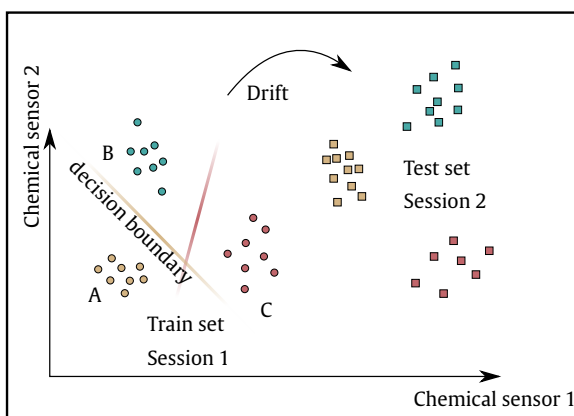 Chemical sensor 2
Drift
B
decision boundary
Test set
Session 2
A
C
Train set
Session 1
Chemical sensor 1